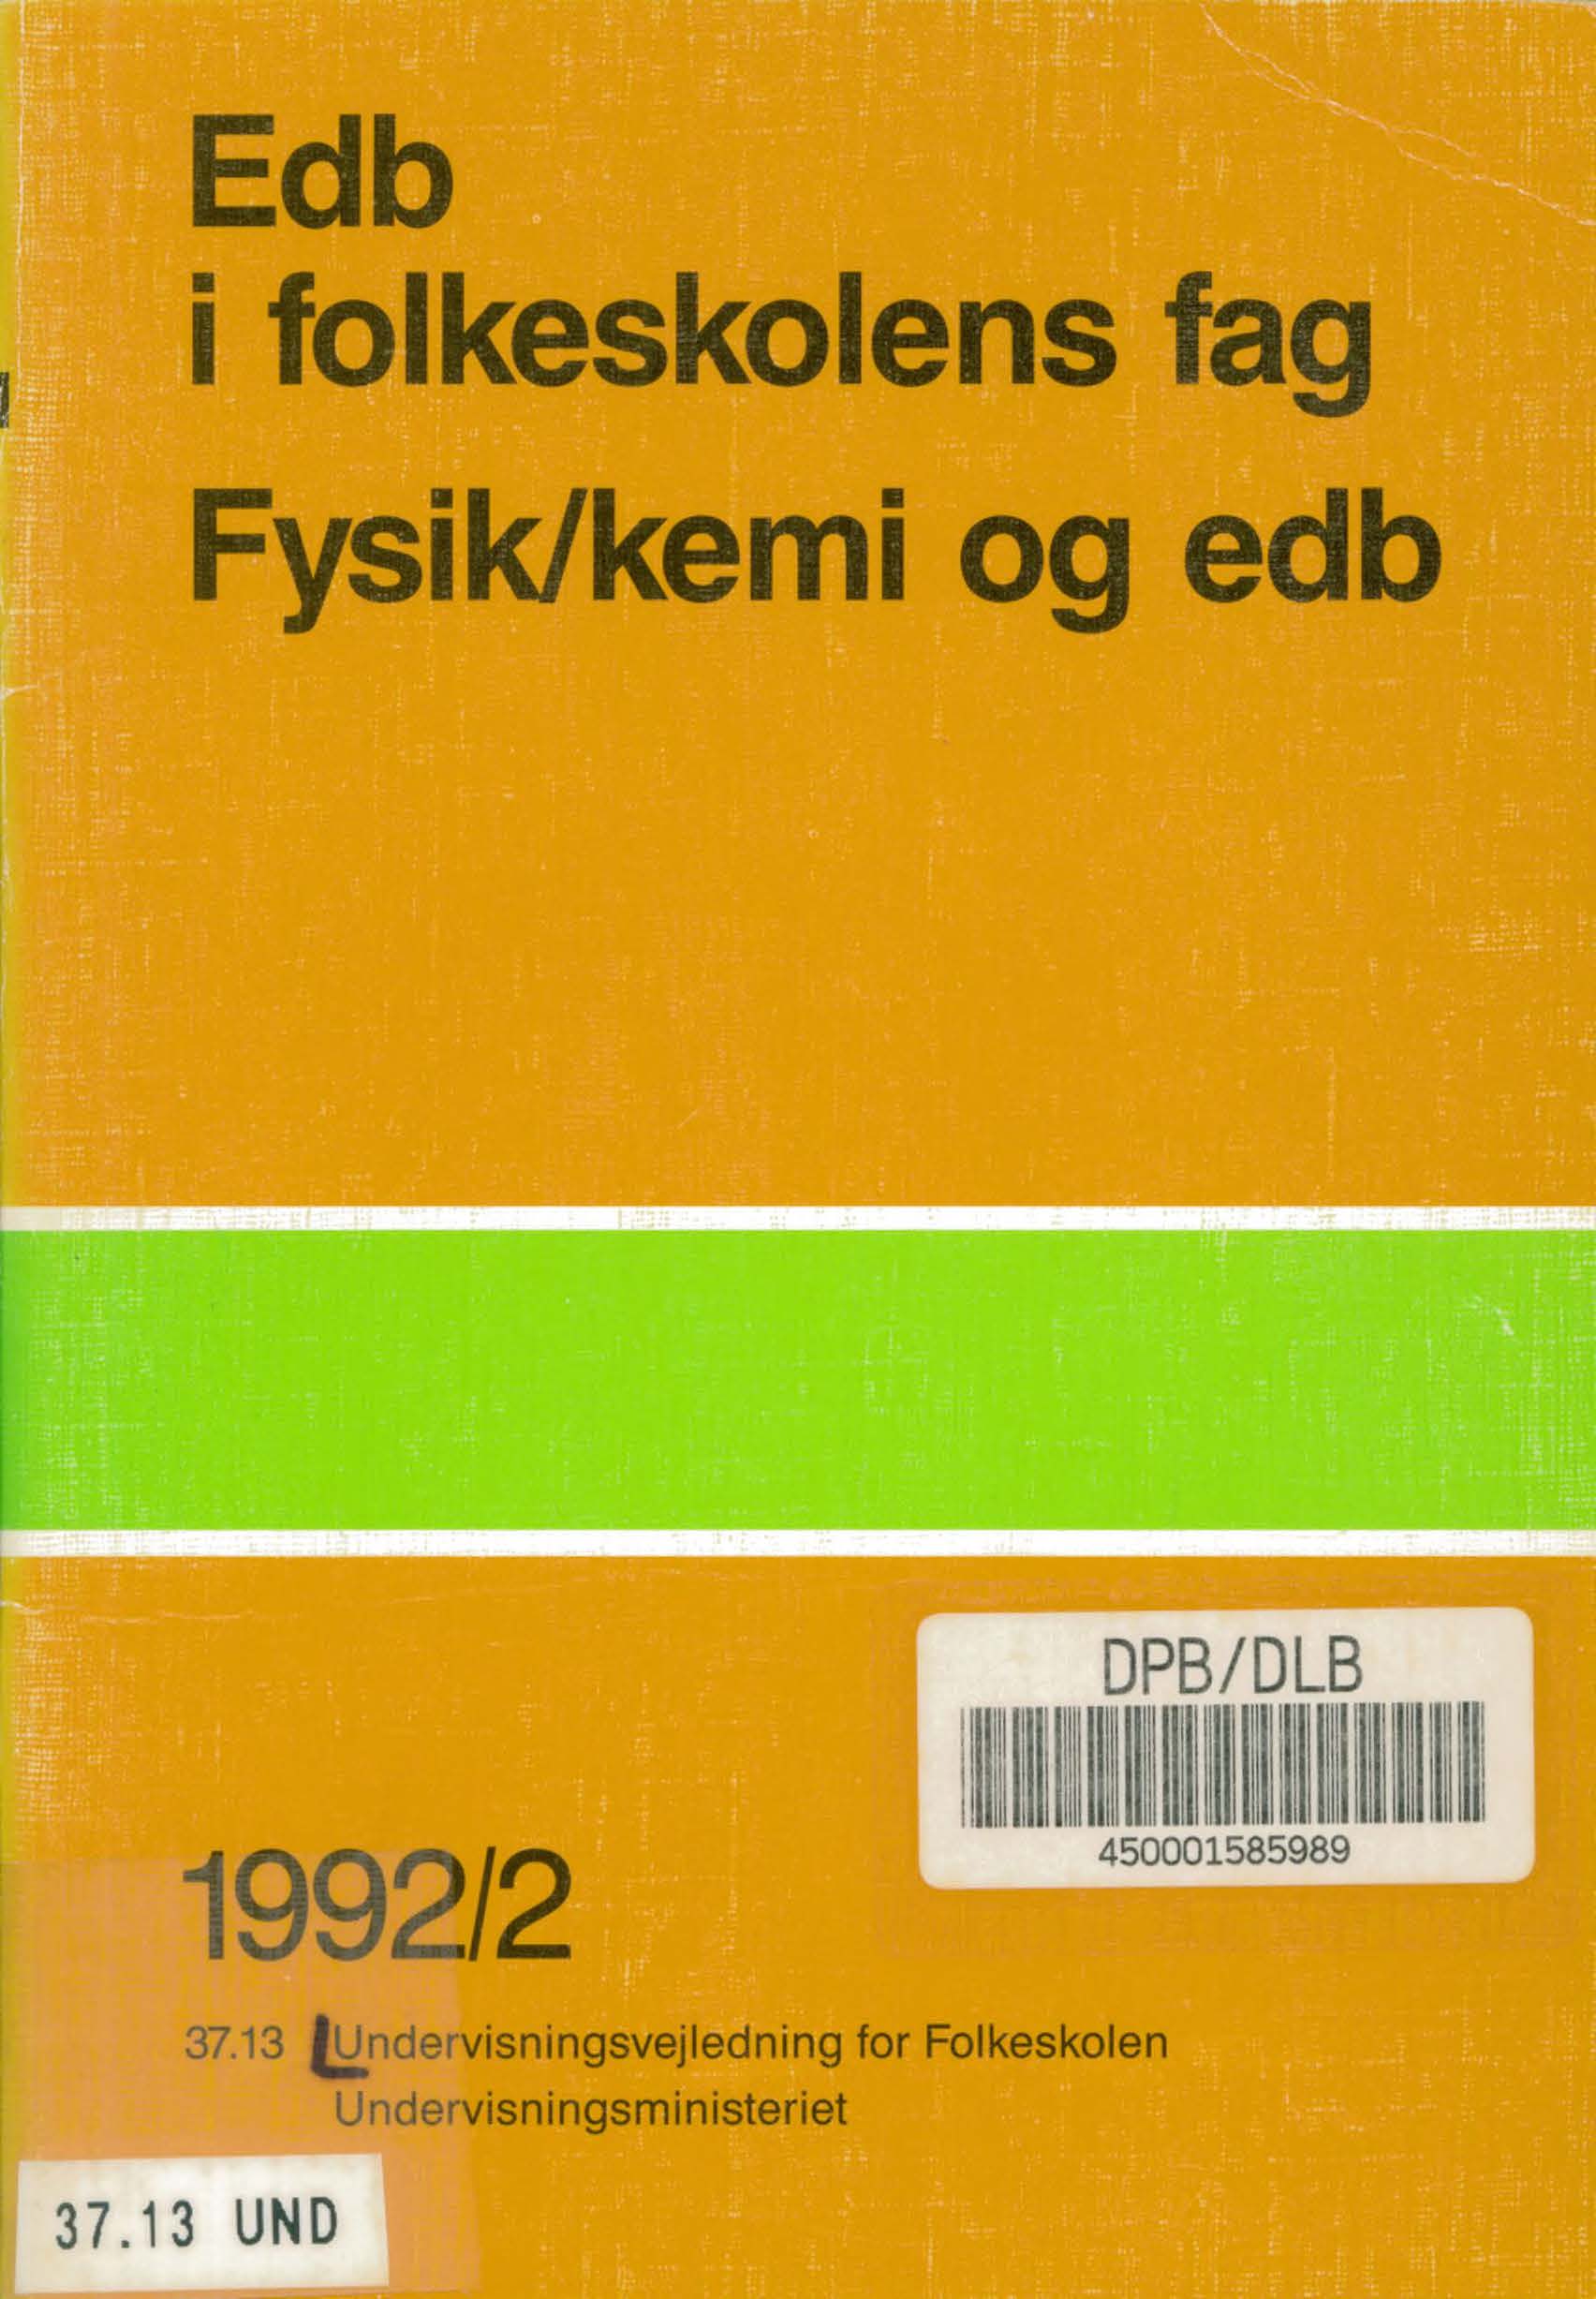 Edb
i folkeskolens fag
Fysik/kemi og edb
DPB/DLB
450001585989
1992/2
37.13 Undervisningsvejledning for Folkeskolen
Undervisningsministeriet
37.13 UND